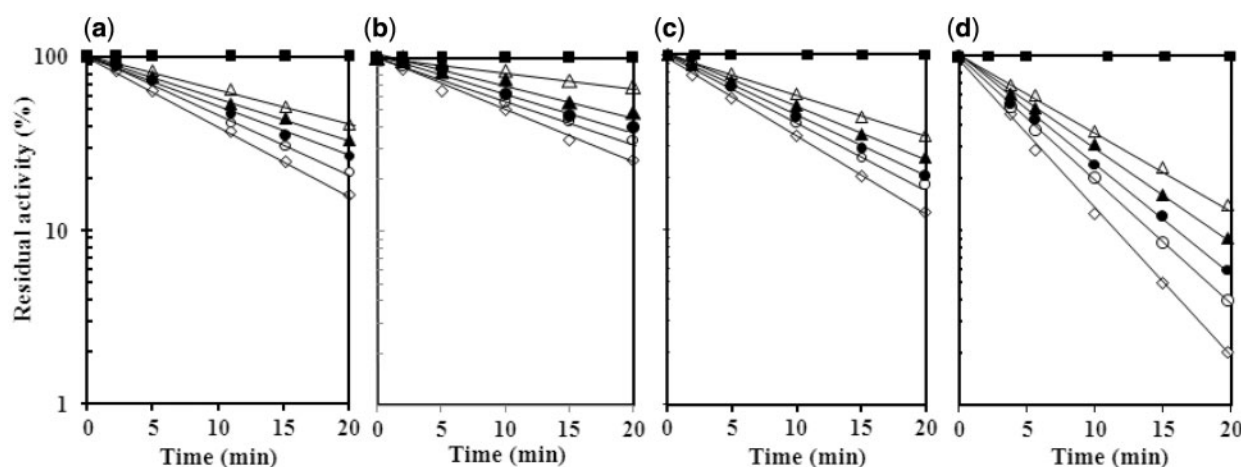 (a) (b) (c) (d)
Residual activity (%)
100
10
1
0 5 10 15 20 0 5 10 15 20 0 5 10 15 20 0 5 10 15 20
Time (min) Time (min) Time (min) Time (min)